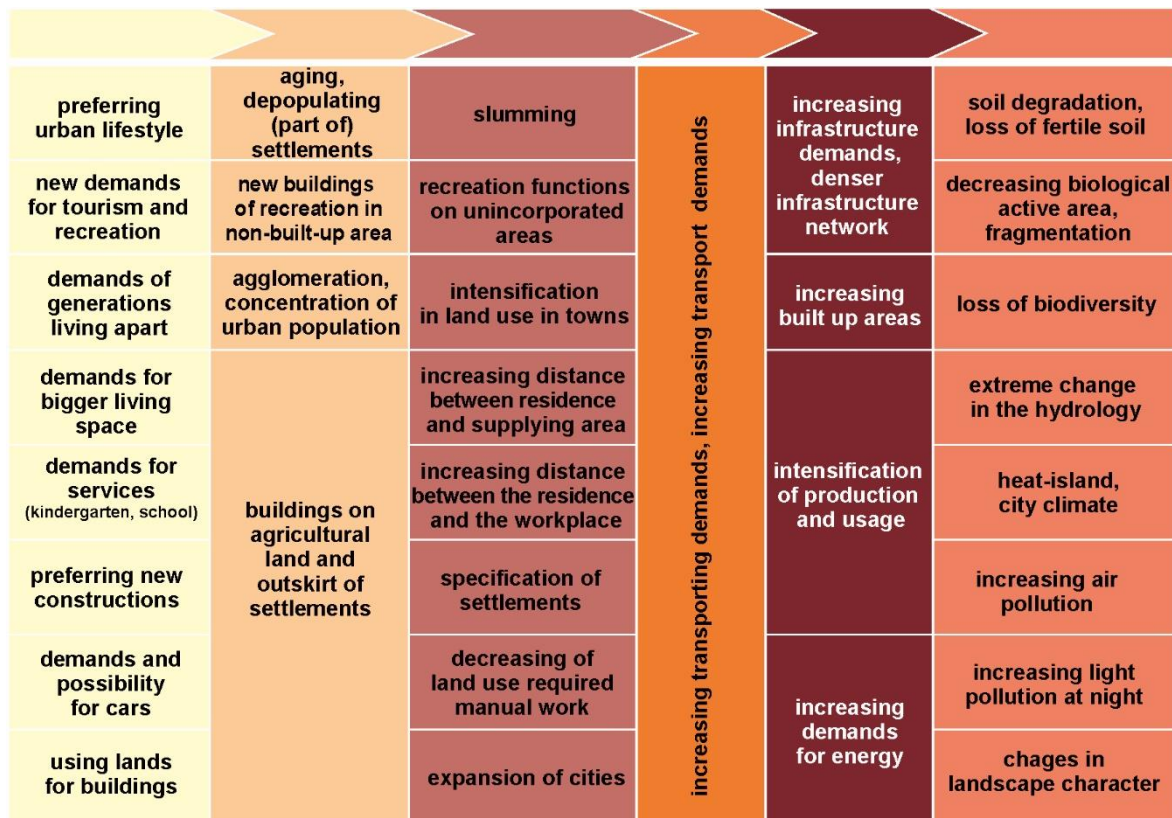 preferring
urban lifestyle
new demands
for tourism and
recreation
demands of
generations
living apart
demands for
bigger living
space
demands for
services
(kindergarten, school)
preferring new
constructions
demands and
possibility
for cars
using lands
for buildings
aging,
depopulating
(part of)
settlements
new buildings
of recreation in
non-built-up area
agglomeration,
concentration of
urban population
buildings on
agricultural
land and
outskirt of
settlements
slumming
recreation functions
on unincorporated
areas
intensification
in land use in towns
increasing distance
between residence
and supplying area
increasing distance
between the residence
and the workplace
specification of
settlements
decreasing of
land use required
manual work
expansion of cities
increasing transporting demands, increasing transport demands
increasing
infrastructure
demands,
denser
infrastructure
network
increasing
built up areas
intensification
of production
and usage
increasing
demands
for energy
soil degradation,
loss of fertile soil
decreasing biological
active area,
fragmentation
loss of biodiversity
extreme change
in the hydrology
heat-island,
city climate
increasing air
pollution
increasing light
pollution at night
chages in
landscape character